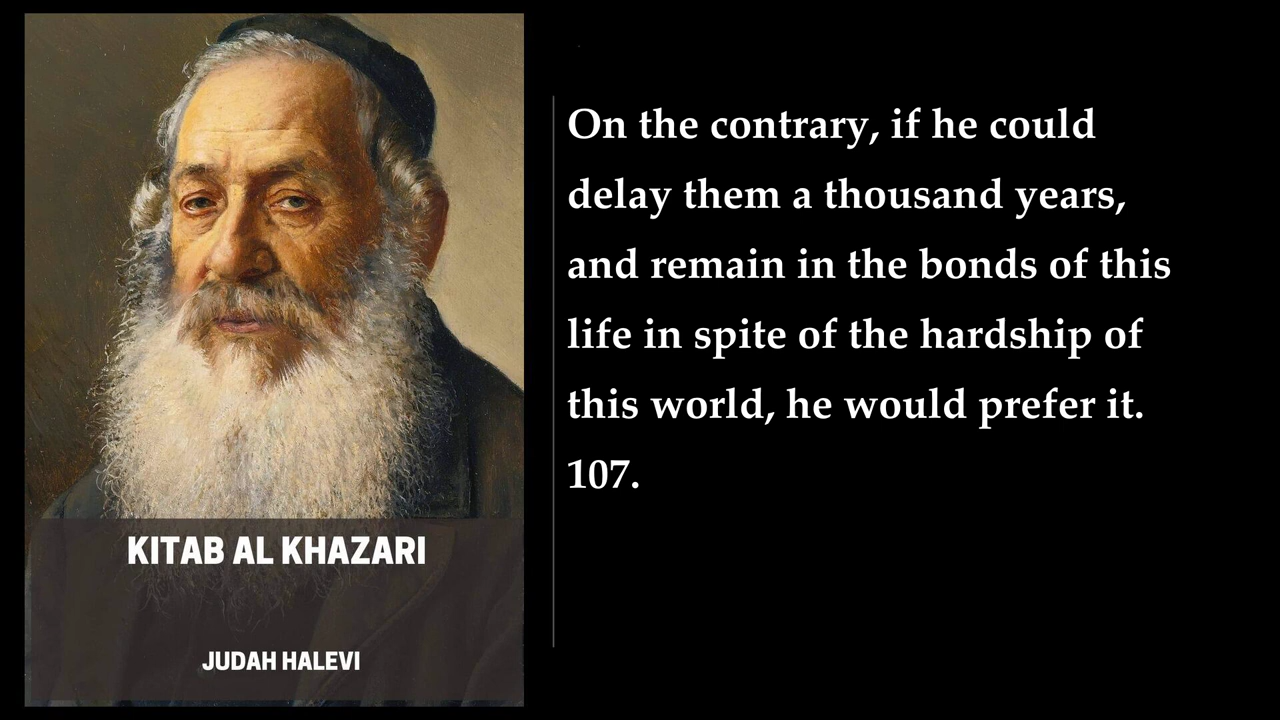 KITAB AL KHAZARI
JUDAH HALEVI
On the contrary, if he could
delay them a thousand years,
and remain in the bonds of this
life in spite of the hardship of
this world, he would prefer it.
107.